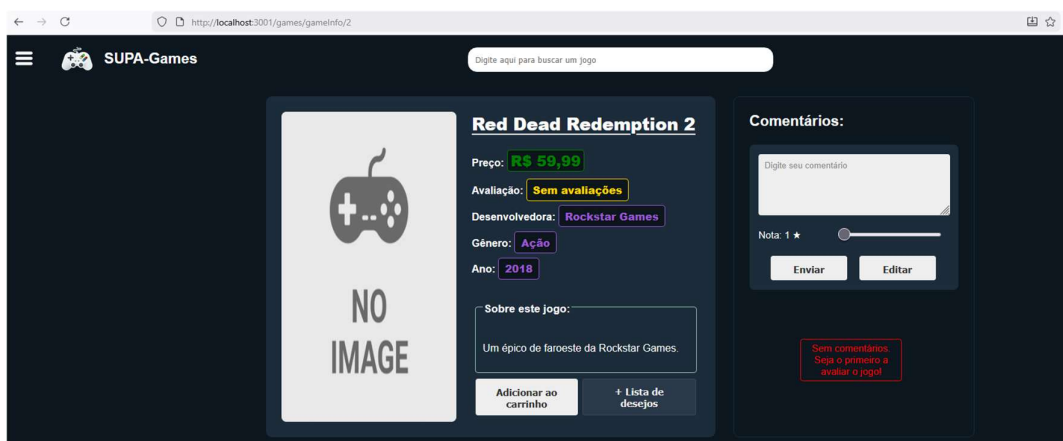 http://localhost:3001/games/gameInfo/2
SUPA-Games
Digite aqui para buscar um jogo
NO
IMAGE
Red Dead Redemption 2
Preço: R$ 59,99
Avaliação: Sem avaliações
Desenvolvedora: Rockstar Games
Gênero: Ação
Ano: 2018
Sobre este jogo:
Um épico de faroeste da Rockstar Games.
Adicionar ao
carrinho
+ Lista de
desejos
Comentários:
Digite seu comentário
Nota: 1 ★
Enviar
Editar
Sem comentários.
Seja o primeiro a
avaliar o jogo!